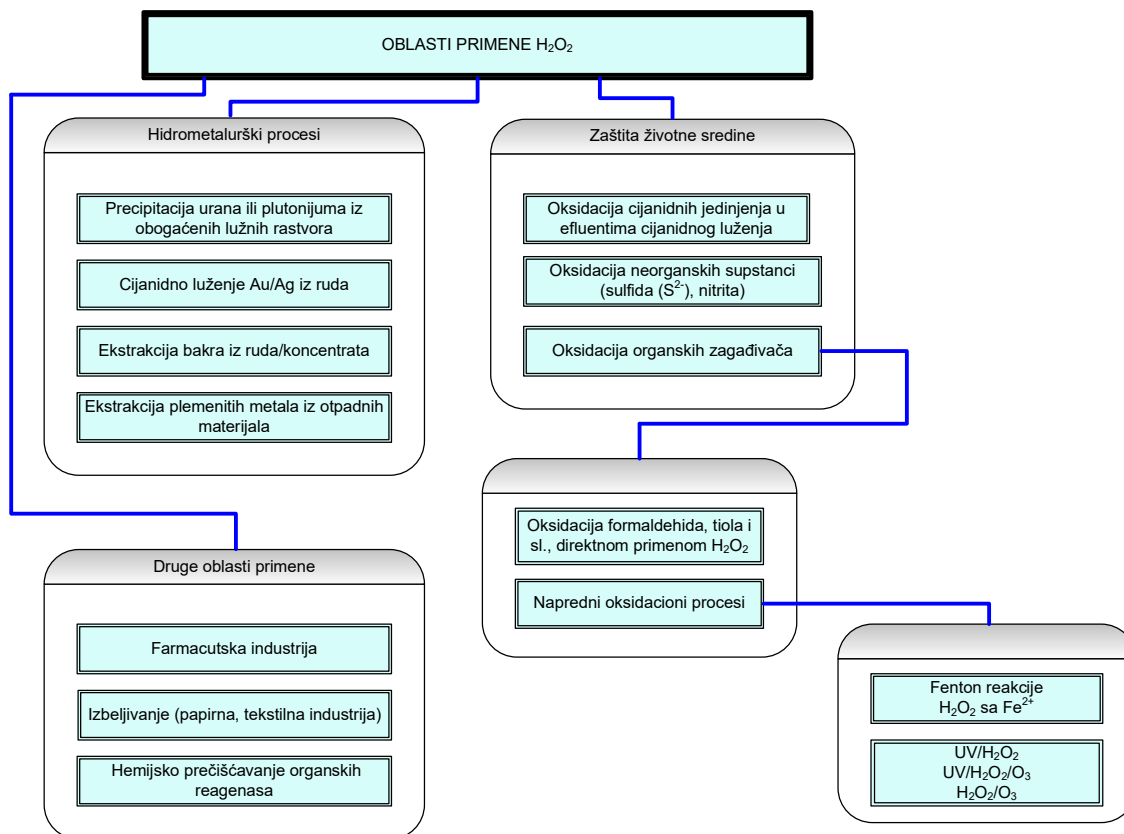 OBLASTI PRIMENE H₂O₂
Hidrometalurški procesi
Precipitacija urana ili plutonijuma iz
obogaćenih lužnih rastvora
Cijanidno luženje Au/Ag iz ruda
Ekstrakcija bakra iz ruda/koncentrata
Ekstrakcija plemenitih metala iz otpadnih
materijala
Zaštita životne sredine
Oksidacija cijanidnih jedinjenja u
efluentima cijanidnog luženja
Oksidacija neorganskih supstanci
(sulfida (S²⁻), nitrita)
Oksidacija organskih zagađivača
Oksidacija formaldehida, tiola i
sl., direktnom primenom H₂O₂
Napredni oksidacioni procesi
Druge oblasti primene
Farmacutska industrija
Izbeljivanje (papirna, tekstilna industrija)
Hemijsko prečišćavanje organskih
reagenasa
Fenton reakcije
H₂O₂ sa Fe²⁺
UV/H₂O₂
UV/H₂O₂/O₃
H₂O₂/O₃